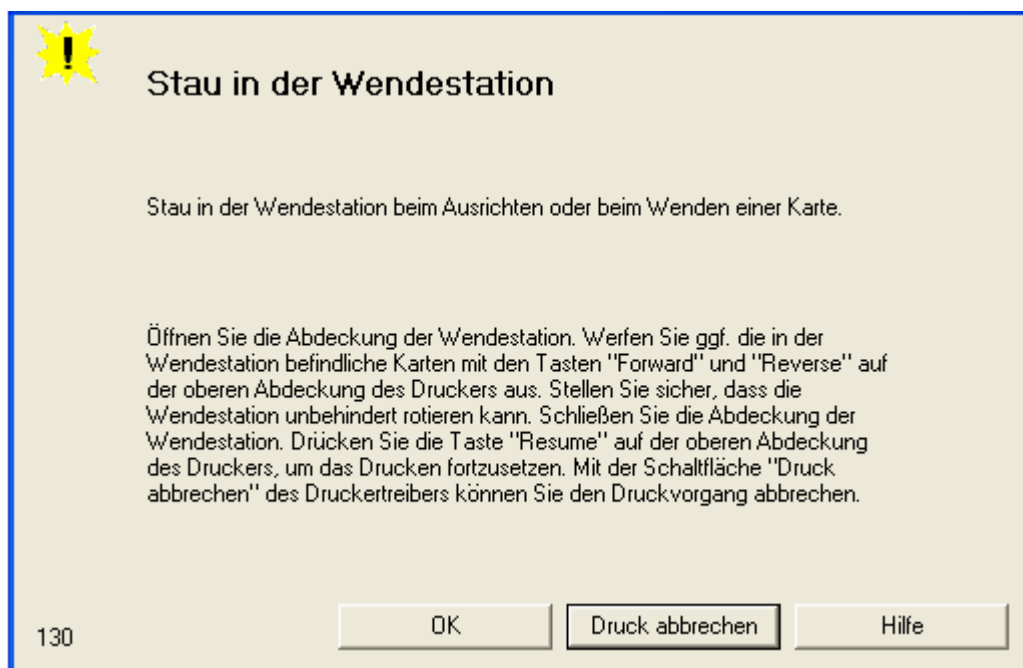 Stau in der Wendestation
Stau in der Wendestation beim Ausrichten oder beim Wenden einer Karte.
Öffnen Sie die Abdeckung der Wendestation. Werfen Sie ggf. die in der
Wendestation befindliche Karten mit den Tasten "Forward" und "Reverse" auf
der oberen Abdeckung des Druckers aus. Stellen Sie sicher, dass die
Wendestation unbehindert rotieren kann. Schließen Sie die Abdeckung der
Wendestation. Drücken Sie die Taste "Resume" auf der oberen Abdeckung
des Druckers, um das Drucken fortzusetzen. Mit der Schaltfläche "Druck
abbrechen" des Druckertreibers können Sie den Druckvorgang abbrechen.
130
OK
Druck abbrechen
Hilfe